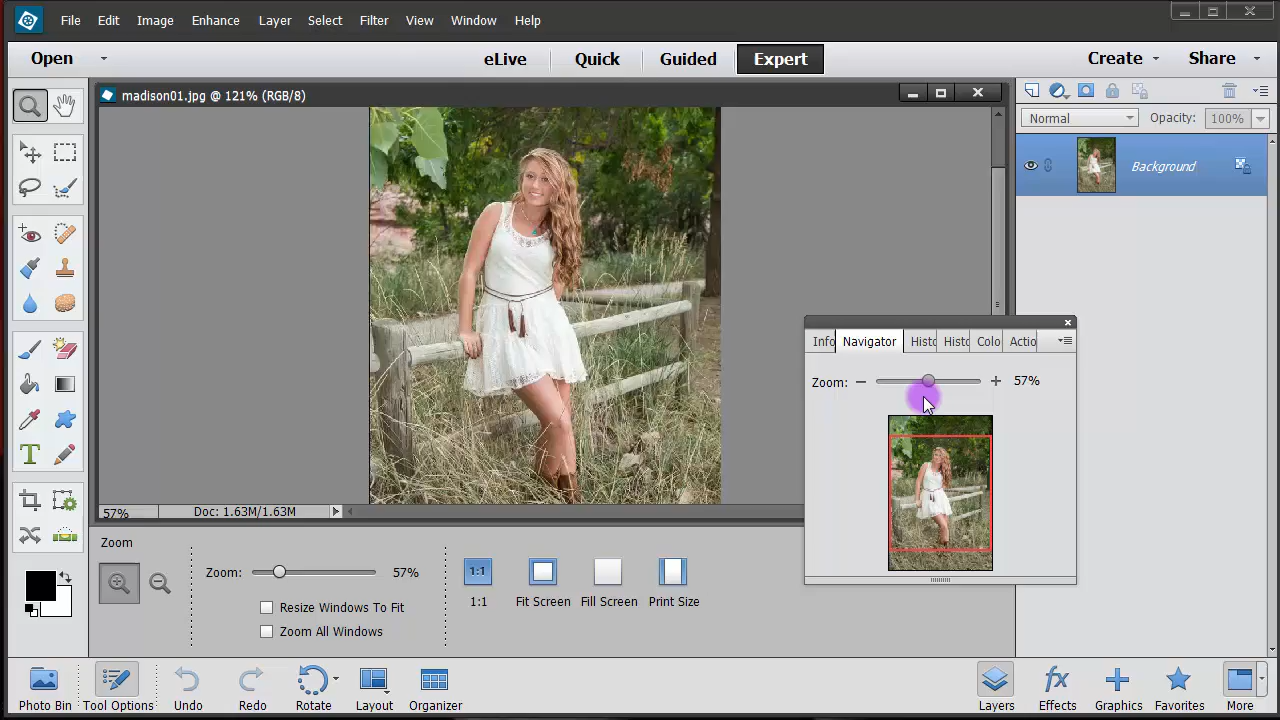 File Edit Image Enhance Layer Select Filter View Window Help
Open eLive Quick Guided Expert Create Share
madison01.jpg @ 121% (RGB/8)
Normal Opacity: 100%
Background
Info Navigator Histo Histo Colo Actio
Zoom: 57%
57% Doc: 1.63M/1.63M
Zoom
Zoom: 57%
1:1
1:1 Fit Screen Fill Screen Print Size
Resize Windows To Fit
Zoom All Windows
T
fx
Photo Bin Tool Options Undo Redo Rotate Layout Organizer Layers Effects Graphics Favorites More